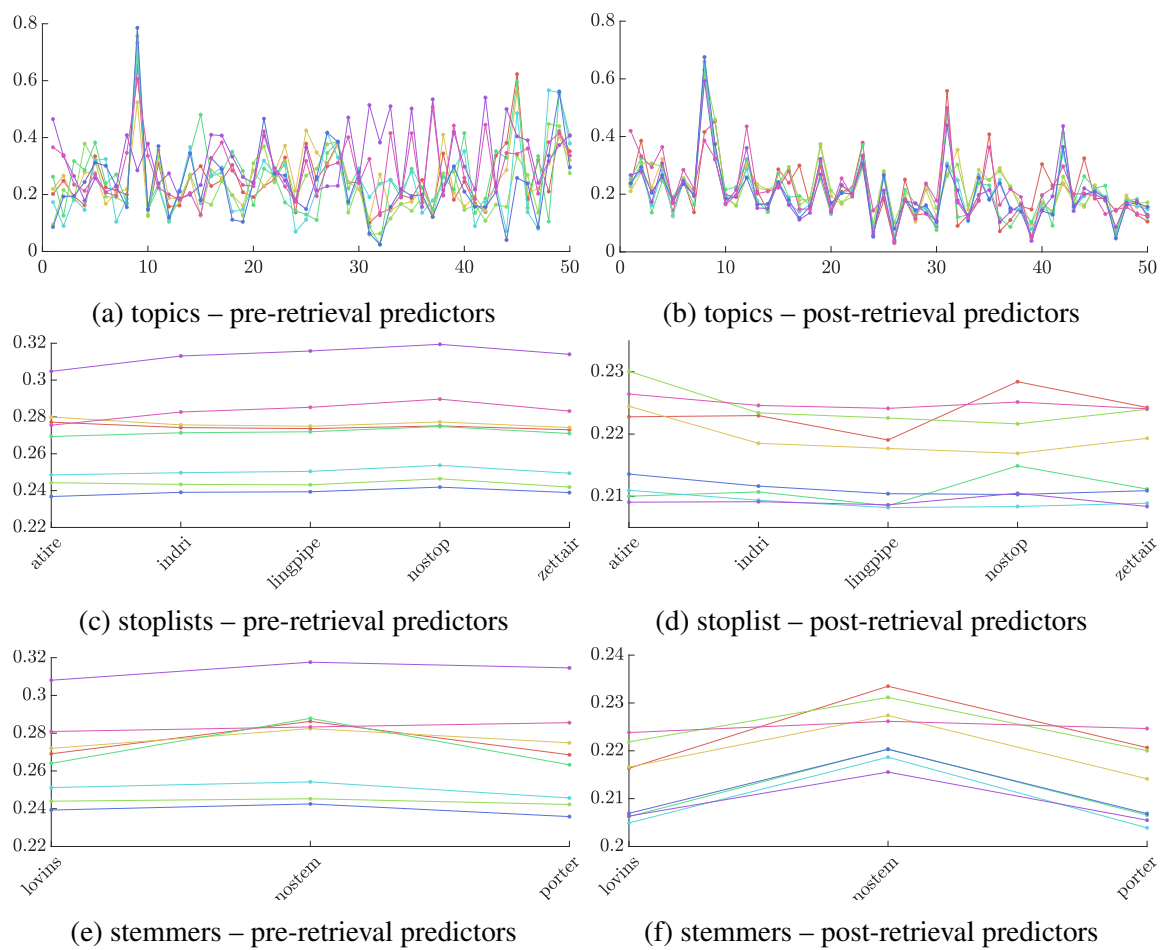 0.8
0.6
0.4
0.2
0
0 10 20 30 40 50
(a) topics – pre-retrieval predictors
0.8
0.6
0.4
0.2
0
0 10 20 30 40 50
(b) topics – post-retrieval predictors
0.32
0.3
0.28
0.26
0.24
0.22
atire indri lingpipe nostop zettair
(c) stoplists – pre-retrieval predictors
0.23
0.22
0.21
atire indri lingpipe nostop zettair
(d) stoplist – post-retrieval predictors
0.32
0.3
0.28
0.26
0.24
0.22
lovins nostem porter
(e) stemmers – pre-retrieval predictors
0.24
0.23
0.22
0.21
0.2
lovins nostem porter
(f) stemmers – post-retrieval predictors